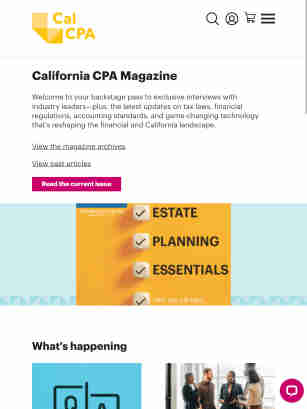 Cal
CPA
California CPA Magazine
Welcome to your backstage pass to exclusive interviews with
industry leaders—plus, the latest updates on tax laws, financial
regulations, accounting standards, and game-changing technology
that's reshaping the financial and California landscape.
View the magazine archives
View past articles
Read the current issue
ESTATE
PLANNING
ESSENTIALS
What's happening
Q A